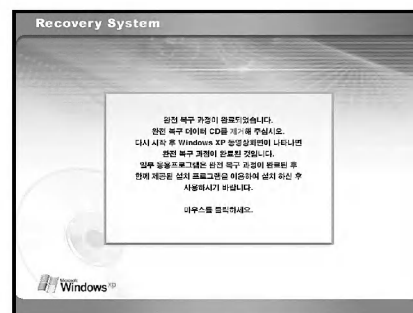 Recovery System
완전 복구 과정이 완료되었습니다.
완전 복구 데이터 CD를 제거해 주십시오.
다시 시작 후 Windows XP 동영상화면이 나타나면
완전 복구 과정이 완료된 것입니다.
일부 응용프로그램은 완전 복구 과정이 완료된 후
함께 제공된 설치 프로그램을 이용하여 설치 하신 후
사용하시기 바랍니다.
마우스를 클릭하세요.
Microsoft
Windows xp